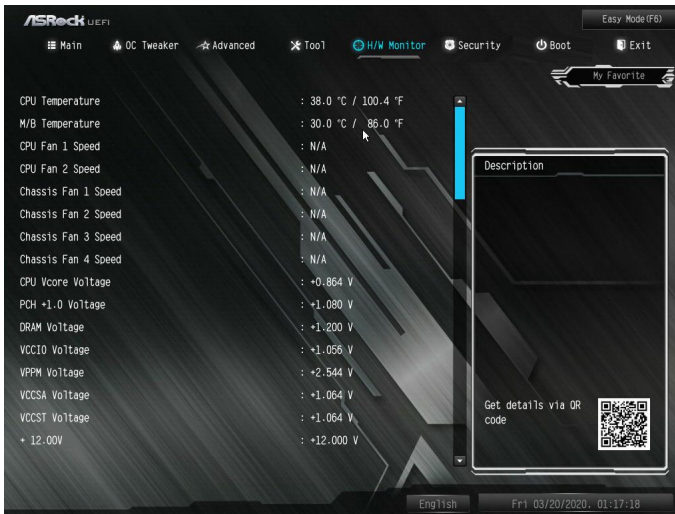 ASRock UEFI
Easy Mode(F6)
Main OC Tweaker Advanced Tool H/W Monitor Security Boot Exit
My Favorite
CPU Temperature : 38.0 °C / 100.4 °F
M/B Temperature : 30.0 °C / 86.0 °F
CPU Fan 1 Speed : N/A
CPU Fan 2 Speed : N/A
Chassis Fan 1 Speed : N/A
Chassis Fan 2 Speed : N/A
Chassis Fan 3 Speed : N/A
Chassis Fan 4 Speed : N/A
CPU Vcore Voltage : +0.864 V
PCH +1.0 Voltage : +1.080 V
DRAM Voltage : +1.200 V
VCCIO Voltage : +1.056 V
VPPM Voltage : +2.544 V
VCCSA Voltage : +1.064 V
VCCST Voltage : +1.064 V
+ 12.00V : +12.000 V
Description
Get details via QR
code
English
Fri 03/20/2020. 01:17:18